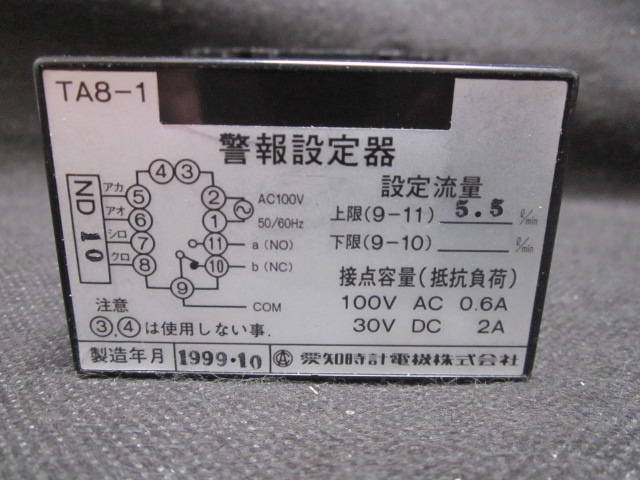 TA8-1
警報設定器
ND 10
アカ ⑤
アオ ⑥
シロ ⑦
クロ ⑧
④ ③
② AC100V
① 50/60Hz
⑪ a (NO)
⑩ b (NC)
⑨ COM
設定流量
上限(9-11) 5.5 ℓ/min
下限(9-10) ℓ/min
接点容量(抵抗負荷)
100V AC 0.6A
30V DC 2A
注意
③,④は使用しない事.
製造年月 1999.10 愛知時計電機株式会社